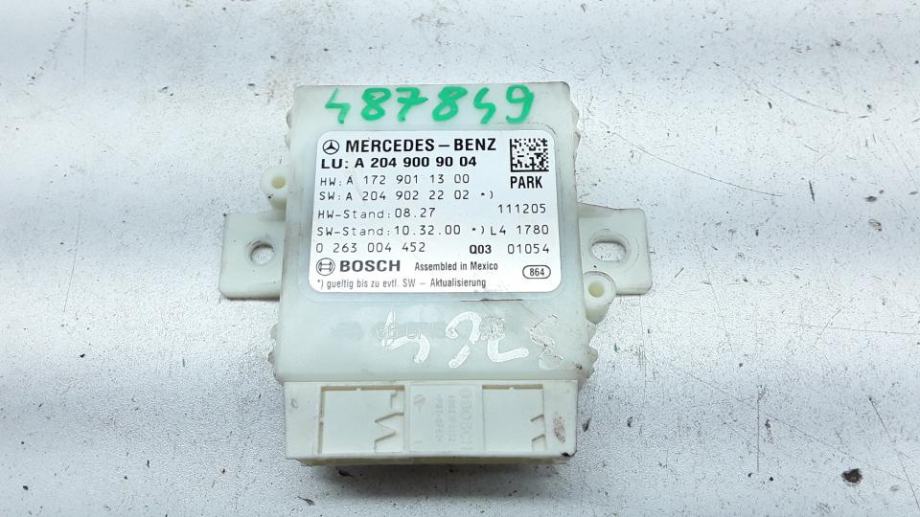 487849
MERCEDES-BENZ
LU: A 204 900 90 04
HW: A 172 901 13 00
PARK
SW: A 204 902 22 02 *)
HW-Stand: 08.27 111205
SW-Stand: 10.32.00 *) L4 1780
0 263 004 452 Q03 01054
BOSCH Assembled in Mexico 864
*) gueltig bis zu evtl. SW - Aktualisierung